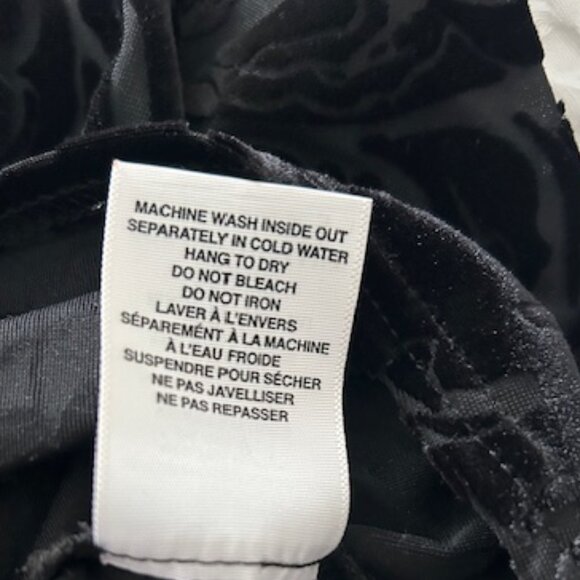 MACHINE WASH INSIDE OUT
SEPARATELY IN COLD WATER
HANG TO DRY
DO NOT BLEACH
DO NOT IRON
LAVER À L'ENVERS
SÉPAREMENT À LA MACHINE
À L'EAU FROIDE
SUSPENDRE POUR SÉCHER
NE PAS JAVELLISER
NE PAS REPASSER